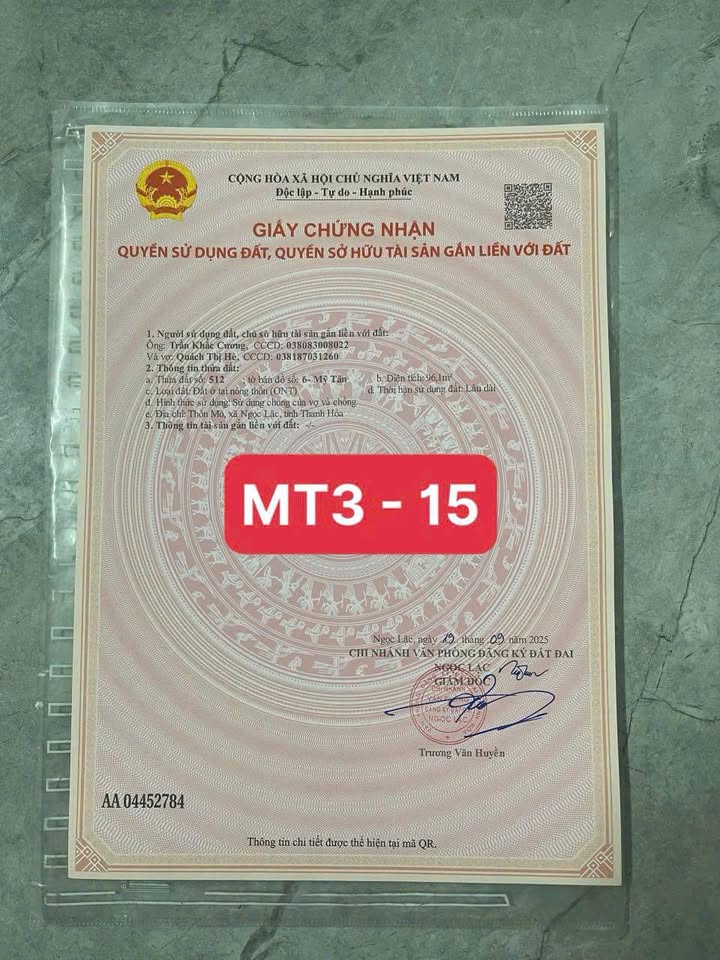 CỘNG HÒA XÃ HỘI CHỦ NGHĨA VIỆT NAM
Độc lập - Tự do - Hạnh phúc
GIẤY CHỨNG NHẬN
QUYỀN SỬ DỤNG ĐẤT, QUYỀN SỞ HỮU TÀI SẢN GẮN LIỀN VỚI ĐẤT
1. Người sử dụng đất, chủ sở hữu tài sản gắn liền với đất:
Ông: Trần Khắc Cương, CCCD: 038083008022
Và vợ: Quách Thị Hè, CCCD: 038187031260
2. Thông tin thửa đất:
a. Thửa đất số: 512 ; tờ bản đồ số: 6- Mỹ Tân b. Diện tích: 96,1m²
c. Loại đất: Đất ở tại nông thôn (ONT) d. Thời hạn sử dụng đất: Lâu dài
đ. Hình thức sử dụng: Sử dụng chung của vợ và chồng
e. Địa chỉ: Thôn Mỏ, xã Ngọc Lặc, tỉnh Thanh Hóa
3. Thông tin tài sản gắn liền với đất: -/-
MT3 - 15
Ngọc Lặc, ngày 19 tháng 09 năm 2025
CHI NHÁNH VĂN PHÒNG ĐĂNG KÝ ĐẤT ĐAI
NGỌC LẶC
GIÁM ĐỐC
CHI NHÁNH
NGỌC LẶC
Trương Văn Huyền
AA 04452784
Thông tin chi tiết được thể hiện tại mã QR.